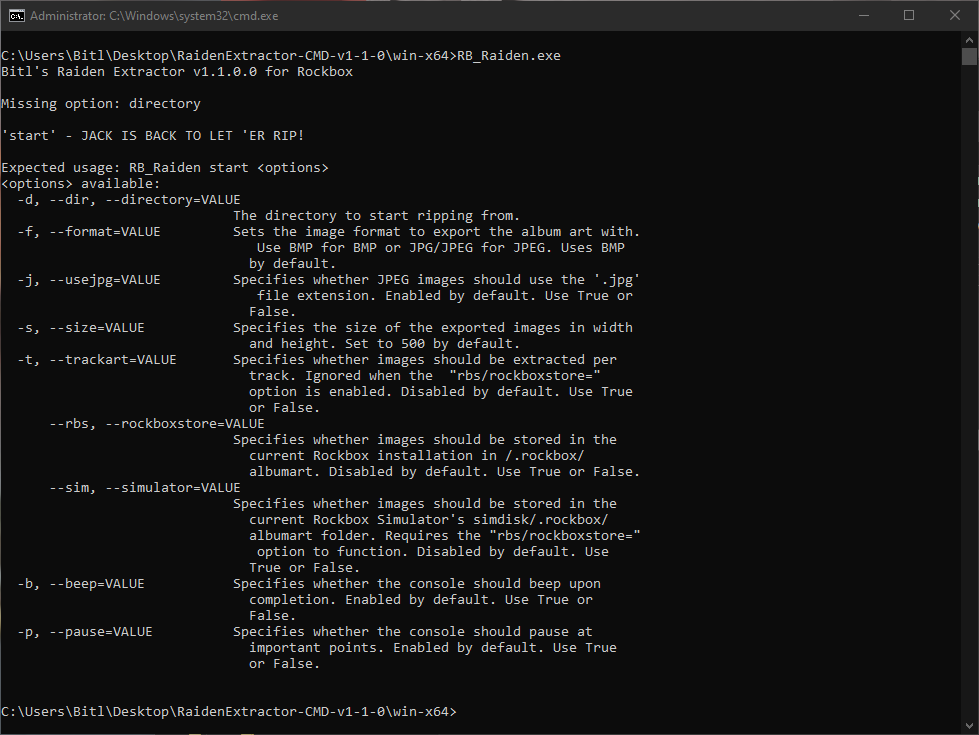 Administrator: C:\Windows\system32\cmd.exe
C:\Users\Bitl\Desktop\RaidenExtractor-CMD-v1-1-0\win-x64>RB_Raiden.exe
Bitl's Raiden Extractor v1.1.0.0 for Rockbox
Missing option: directory
'start' - JACK IS BACK TO LET 'ER RIP!
Expected usage: RB_Raiden start <options>
<options> available:
-d, --dir, --directory=VALUE
The directory to start ripping from.
-f, --format=VALUE Sets the image format to export the album art with.
Use BMP for BMP or JPG/JPEG for JPEG. Uses BMP
by default.
-j, --usejpg=VALUE Specifies whether JPEG images should use the '.jpg'
file extension. Enabled by default. Use True or
False.
-s, --size=VALUE Specifies the size of the exported images in width
and height. Set to 500 by default.
-t, --trackart=VALUE Specifies whether images should be extracted per
track. Ignored when the  "rbs/rockboxstore="
option is enabled. Disabled by default. Use True
or False.
--rbs, --rockboxstore=VALUE
Specifies whether images should be stored in the
current Rockbox installation in /.rockbox/
albumart. Disabled by default. Use True or False.
--sim, --simulator=VALUE
Specifies whether images should be stored in the
current Rockbox Simulator's simdisk/.rockbox/
albumart folder. Requires the "rbs/rockboxstore="
option to function. Disabled by default. Use
True or False.
-b, --beep=VALUE Specifies whether the console should beep upon
completion. Enabled by default. Use True or
False.
-p, --pause=VALUE Specifies whether the console should pause at
important points. Enabled by default. Use True
or False.
C:\Users\Bitl\Desktop\RaidenExtractor-CMD-v1-1-0\win-x64>